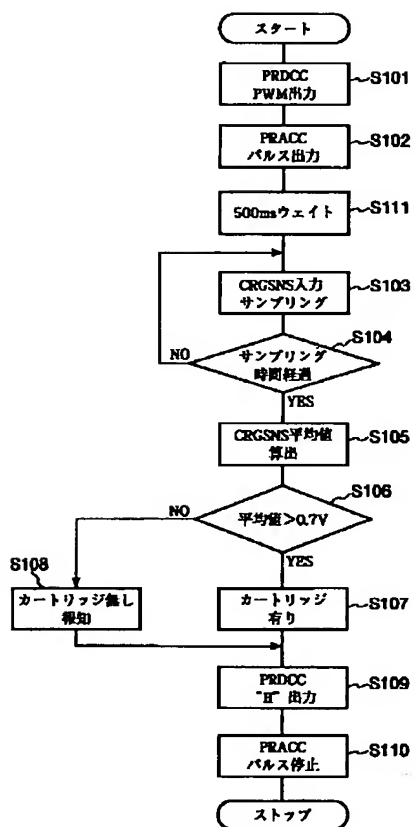 スタート
PRDCC
PWM出力
S101
PRACC
パルス出力
S102
500msウェイト
S111
CRGSNS入力
サンプリング
S103
サンプリング
時間経過
S104
NO
YES
CRGSNS平均値
算出
S105
平均値>0.7V
S106
NO
YES
カートリッジ無し
報知
S108
カートリッジ
有り
S107
PRDCC
"H" 出力
S109
PRACC
パルス停止
S110
ストップ